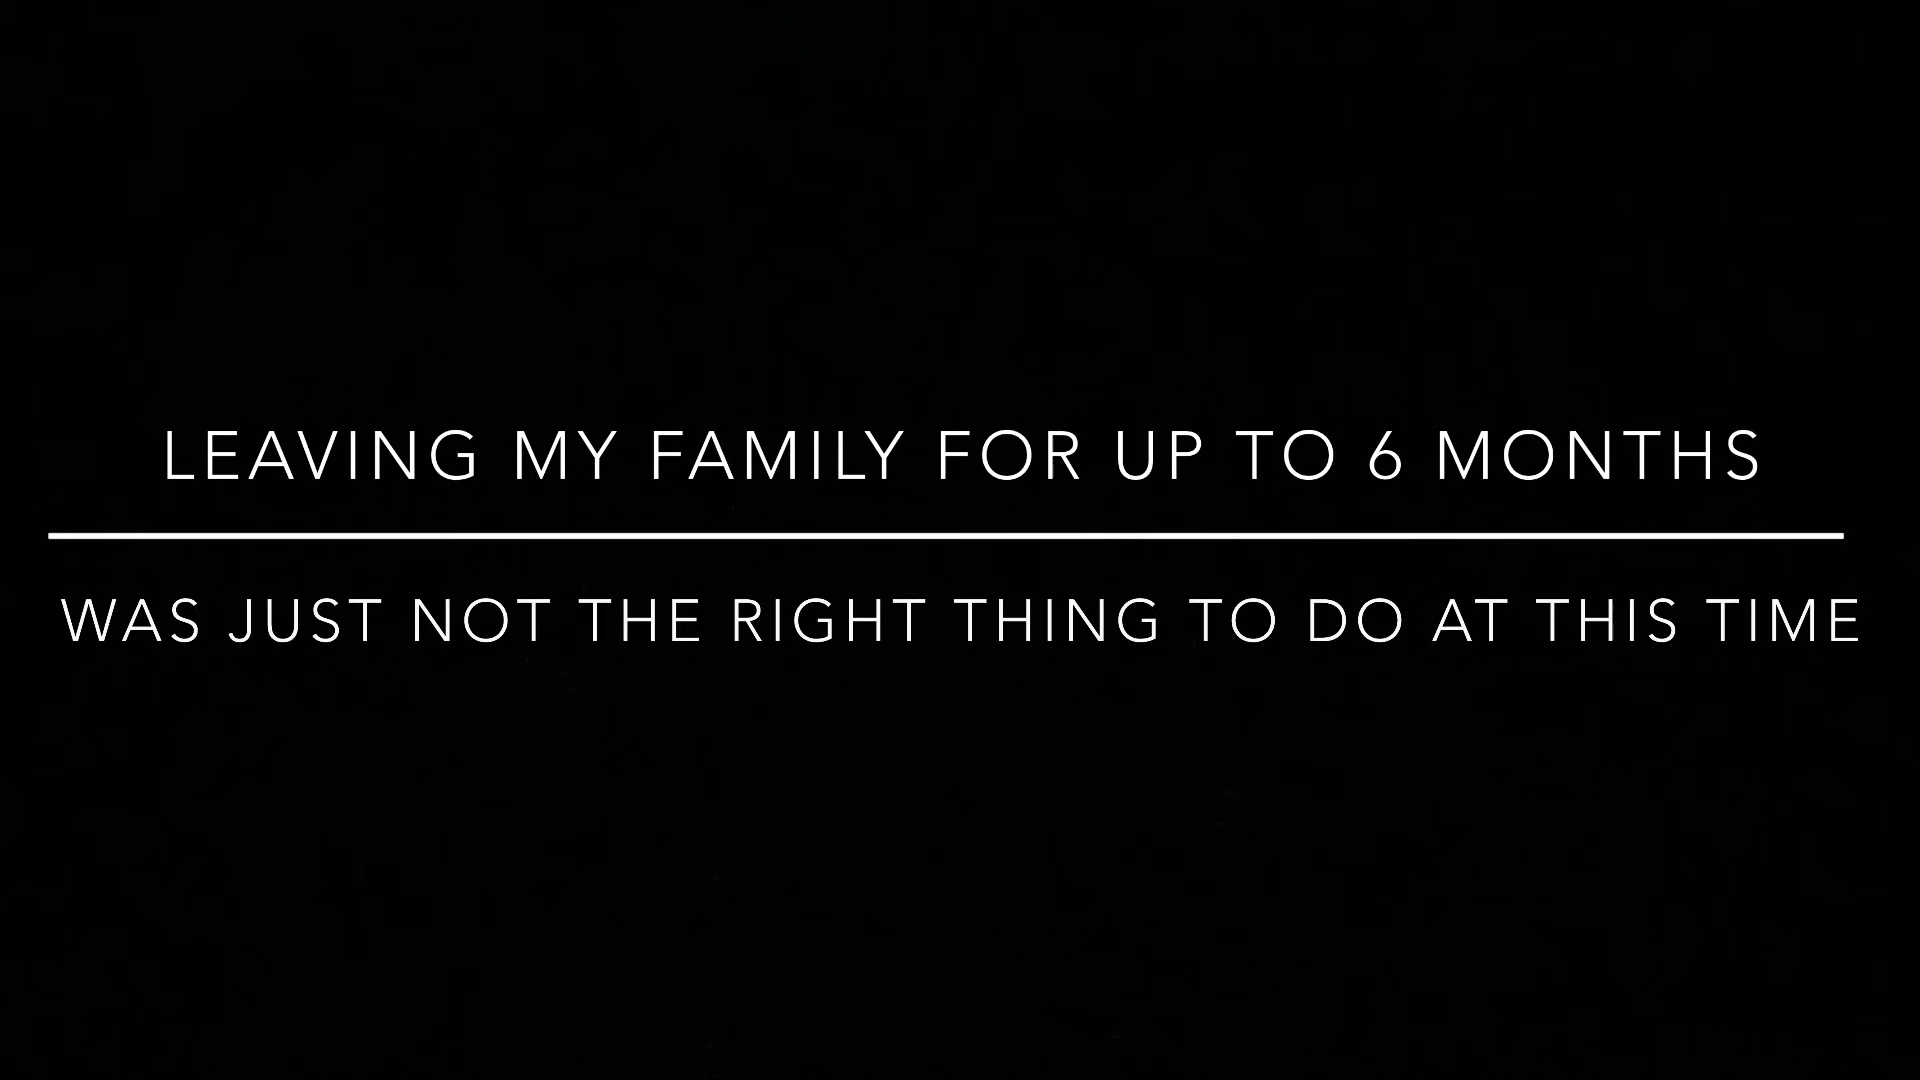 LEAVING MY FAMILY FOR UP TO 6 MONTHS
WAS JUST NOT THE RIGHT THING TO DO AT THIS TIME